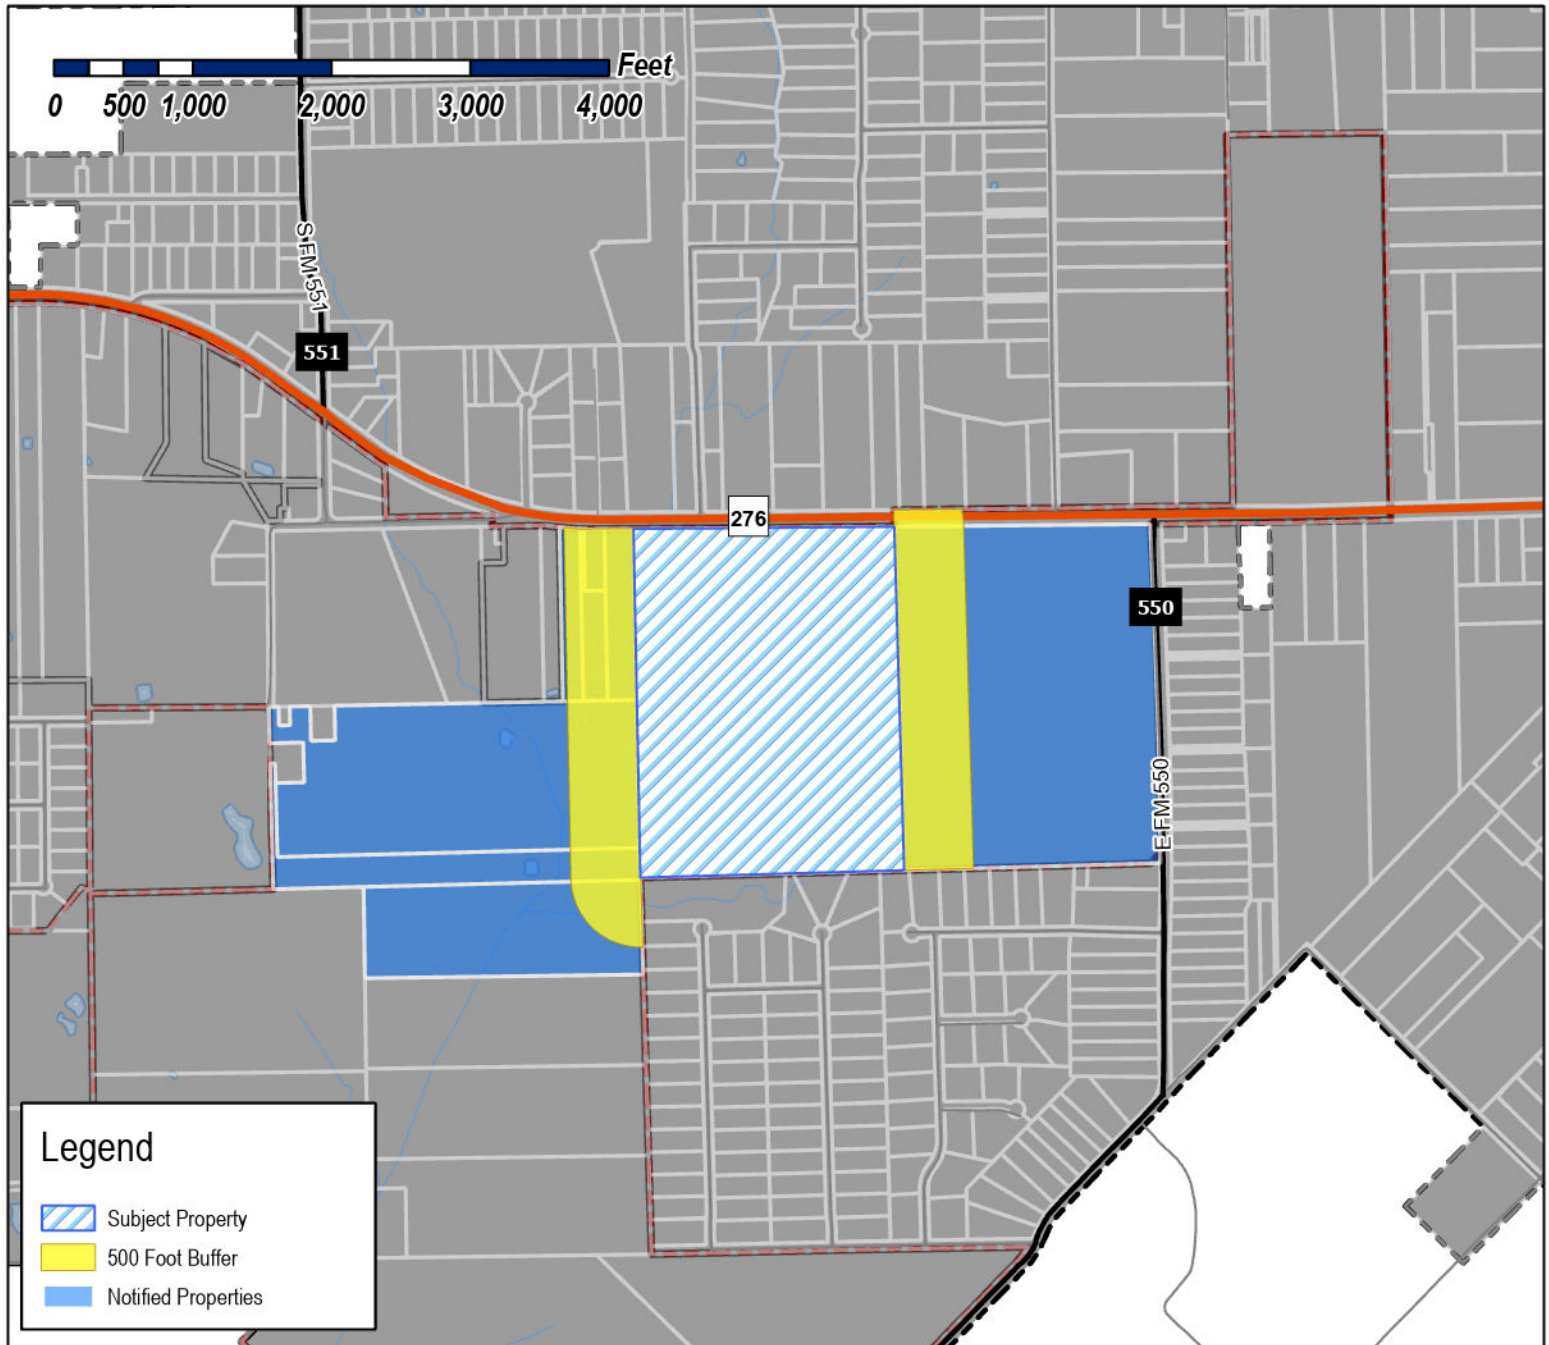 Feet
0 500 1,000 2,000 3,000 4,000
S FM 551
551
276
550
E FM 550
Legend
Subject Property
500 Foot Buffer
Notified Properties